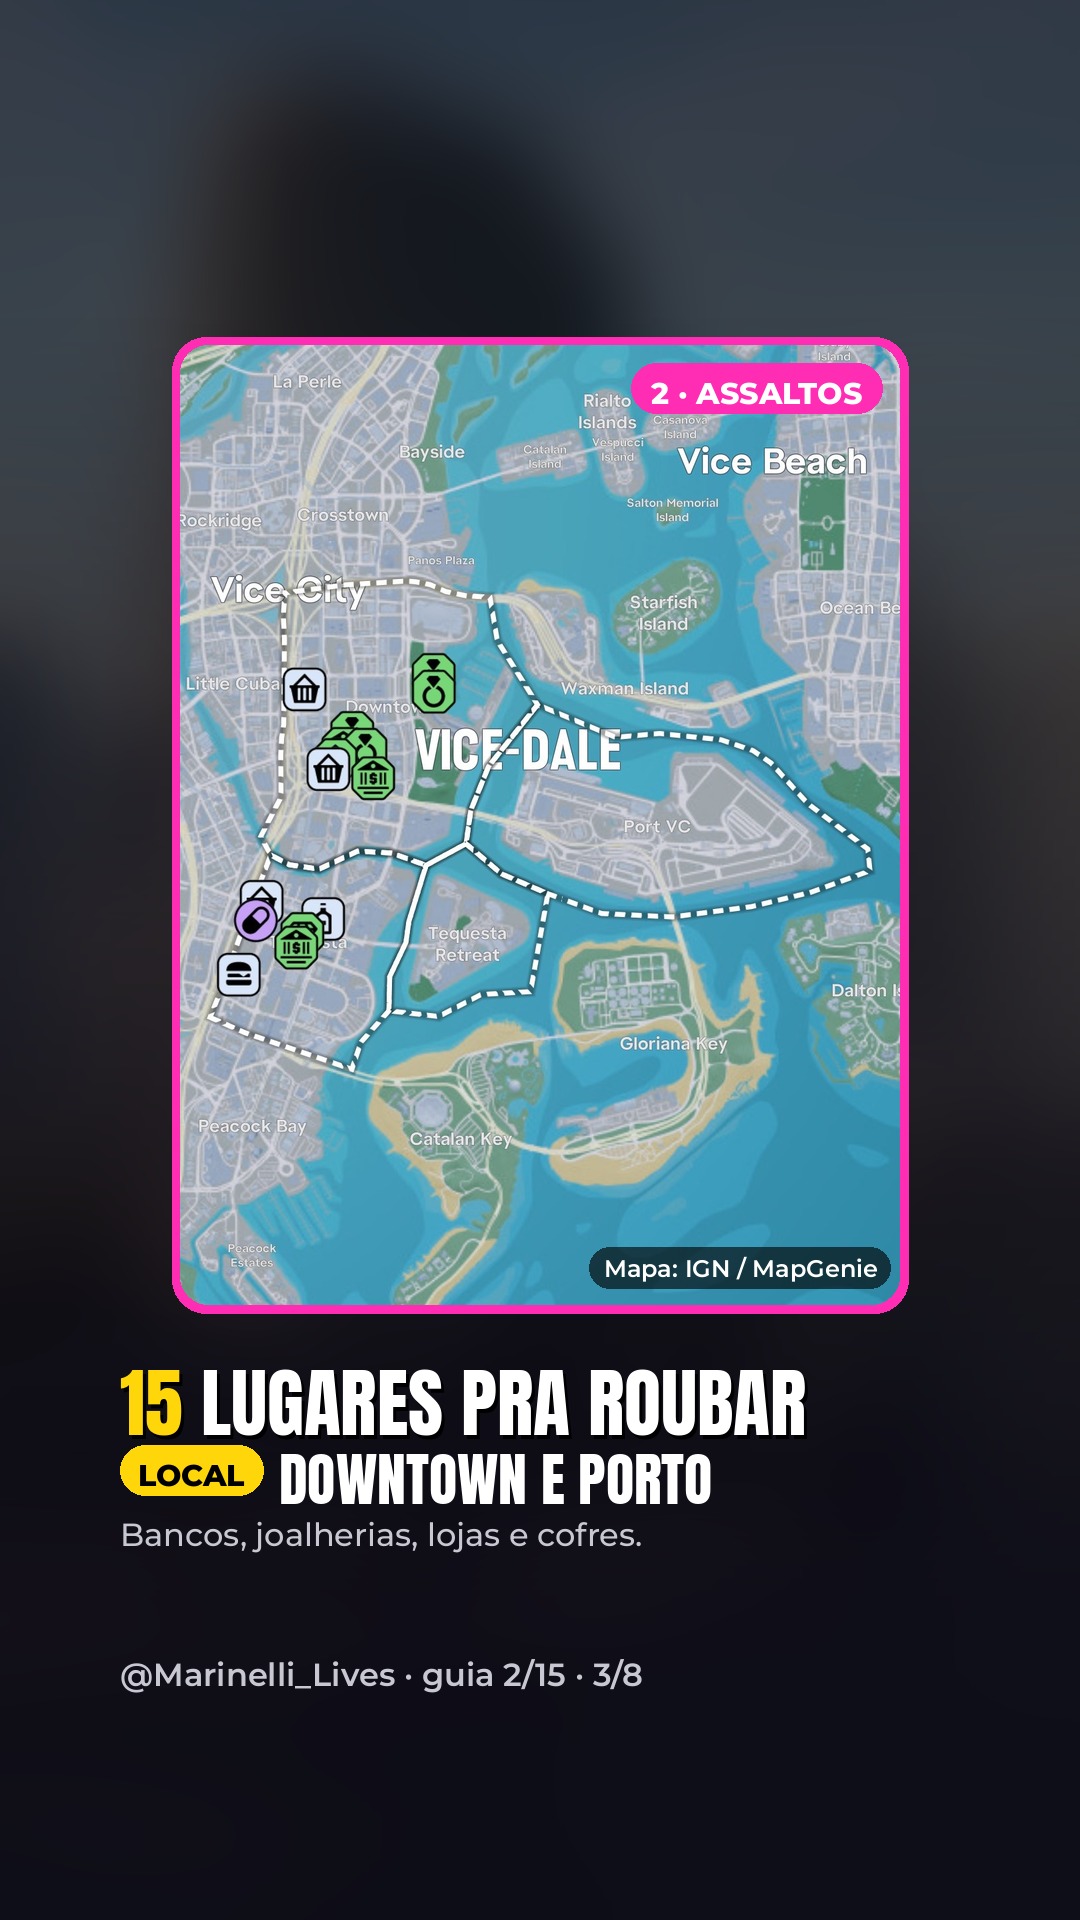 Island
La Perle
2 · ASSALTOS
Rialto
Islands
Casanova
Island
Vespucci
Island
Catalan
Island
Bayside
Vice Beach
Salton Memorial
Island
Rockridge
Crosstown
Panos Plaza
Vice City
Starfish
Island
Ocean Be
Little Cuba
Waxman Island
Downtow
VICE-DALE
Port VC
Tequesta
Retreat
Dalton Is
Gloriana Key
Peacock Bay
Catalan Key
Peacock
Estates
Mapa: IGN / MapGenie
15 LUGARES PRA ROUBAR
LOCAL DOWNTOWN E PORTO
Bancos, joalherias, lojas e cofres.
@Marinelli_Lives · guia 2/15 · 3/8